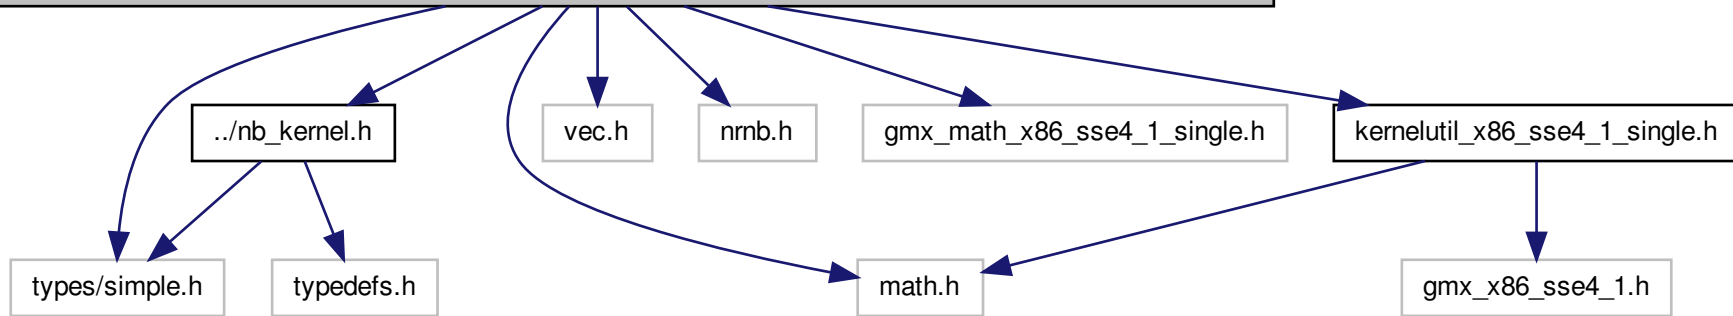 ../nb_kernel.h
vec.h
nrnb.h
gmx_math_x86_sse4_1_single.h
kernelutil_x86_sse4_1_single.h
types/simple.h
typedefs.h
math.h
gmx_x86_sse4_1.h